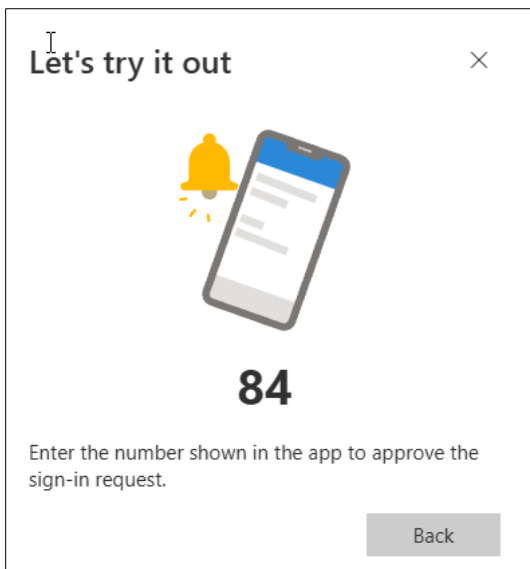 Let's try it out
84
Enter the number shown in the app to approve the
sign-in request.
Back